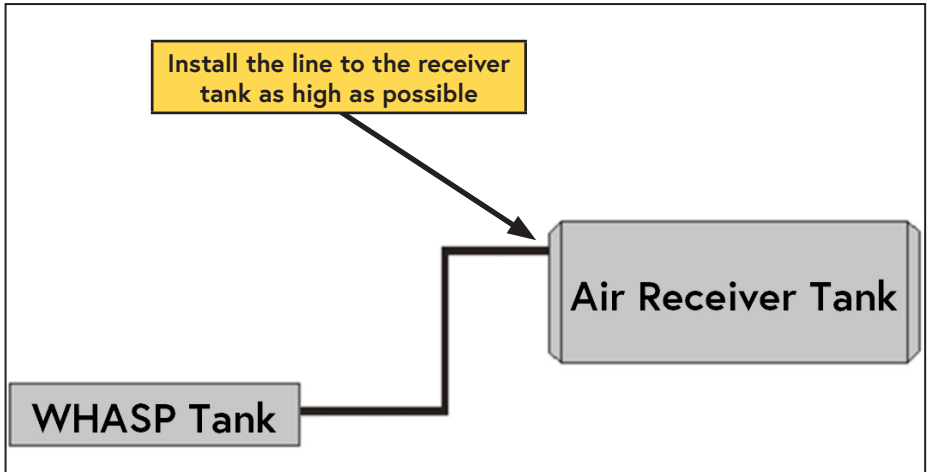 Install the line to the receiver
tank as high as possible
Air Receiver Tank
WHASP Tank